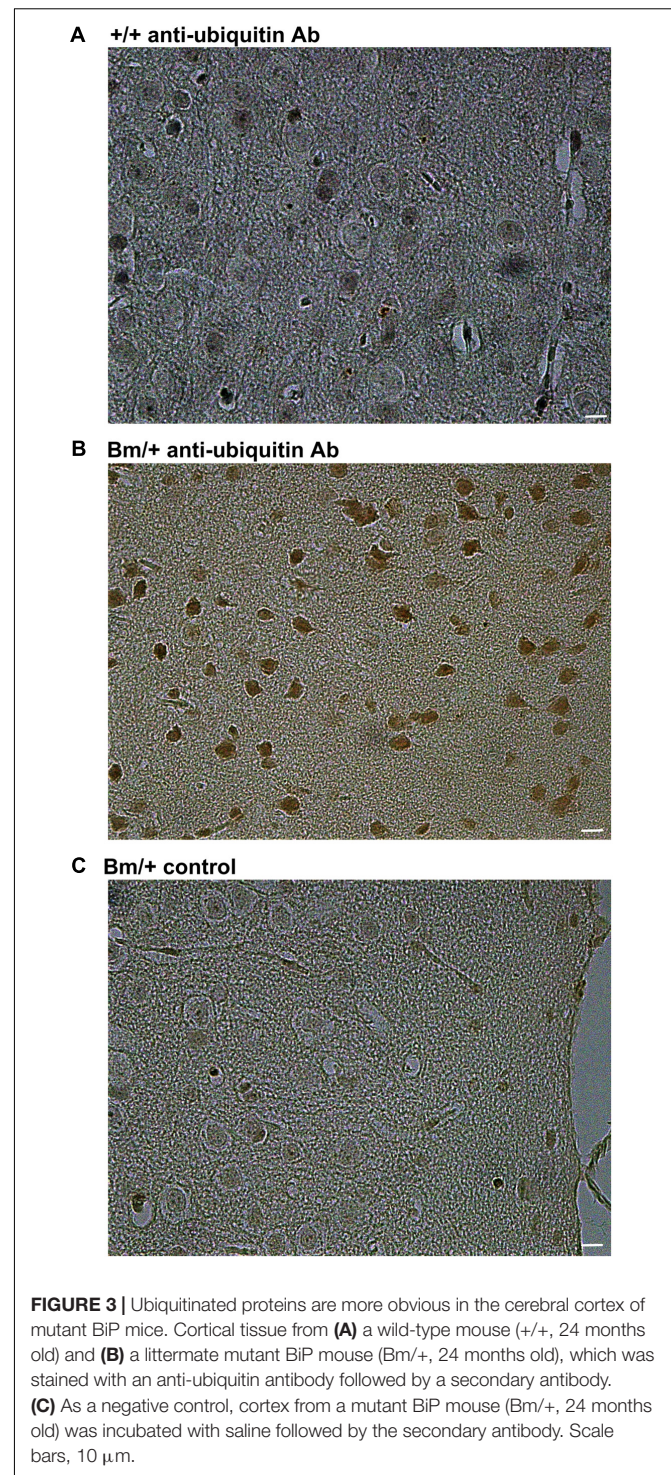 A +/+ anti-ubiquitin Ab
B Bm/+ anti-ubiquitin Ab
C Bm/+ control
FIGURE 3 | Ubiquitinated proteins are more obvious in the cerebral cortex of
mutant BiP mice. Cortical tissue from (A) a wild-type mouse (+/+, 24 months
old) and (B) a littermate mutant BiP mouse (Bm/+, 24 months old), which was
stained with an anti-ubiquitin antibody followed by a secondary antibody.
(C) As a negative control, cortex from a mutant BiP mouse (Bm/+, 24 months
old) was incubated with saline followed by the secondary antibody. Scale
bars, 10 μm.